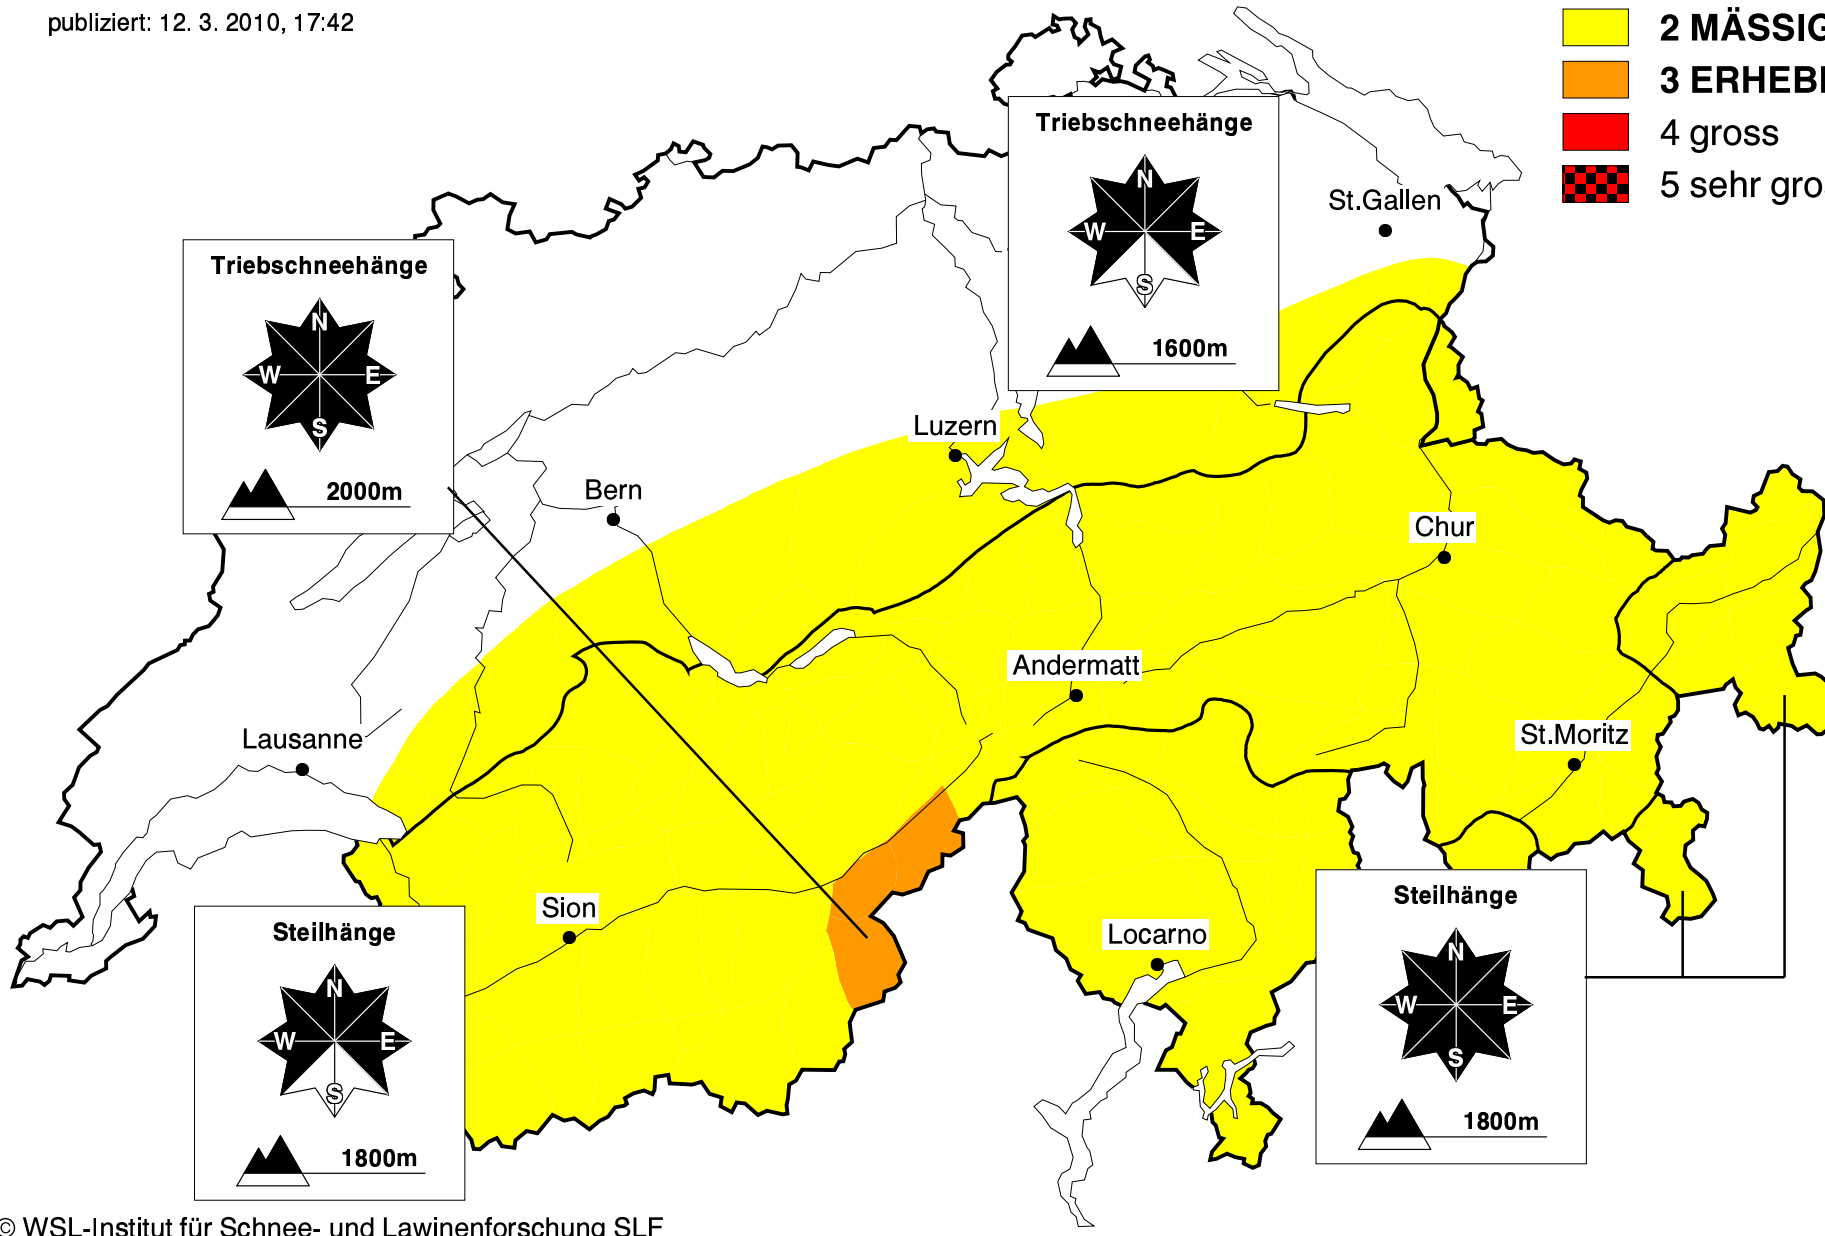 publiziert: 12. 3. 2010, 17:42
2 MÄSSIG
3 ERHEB
4 gross
5 sehr gro
Triebschneehänge
N
W E
S
1600m
St.Gallen
Triebschneehänge
N
W E
S
2000m
Luzern
Bern
Chur
Andermatt
Lausanne
St.Moritz
Sion
Locarno
Steilhänge
N
W E
S
1800m
Steilhänge
N
W E
S
1800m
© WSL-Institut für Schnee- und Lawinenforschung SLF